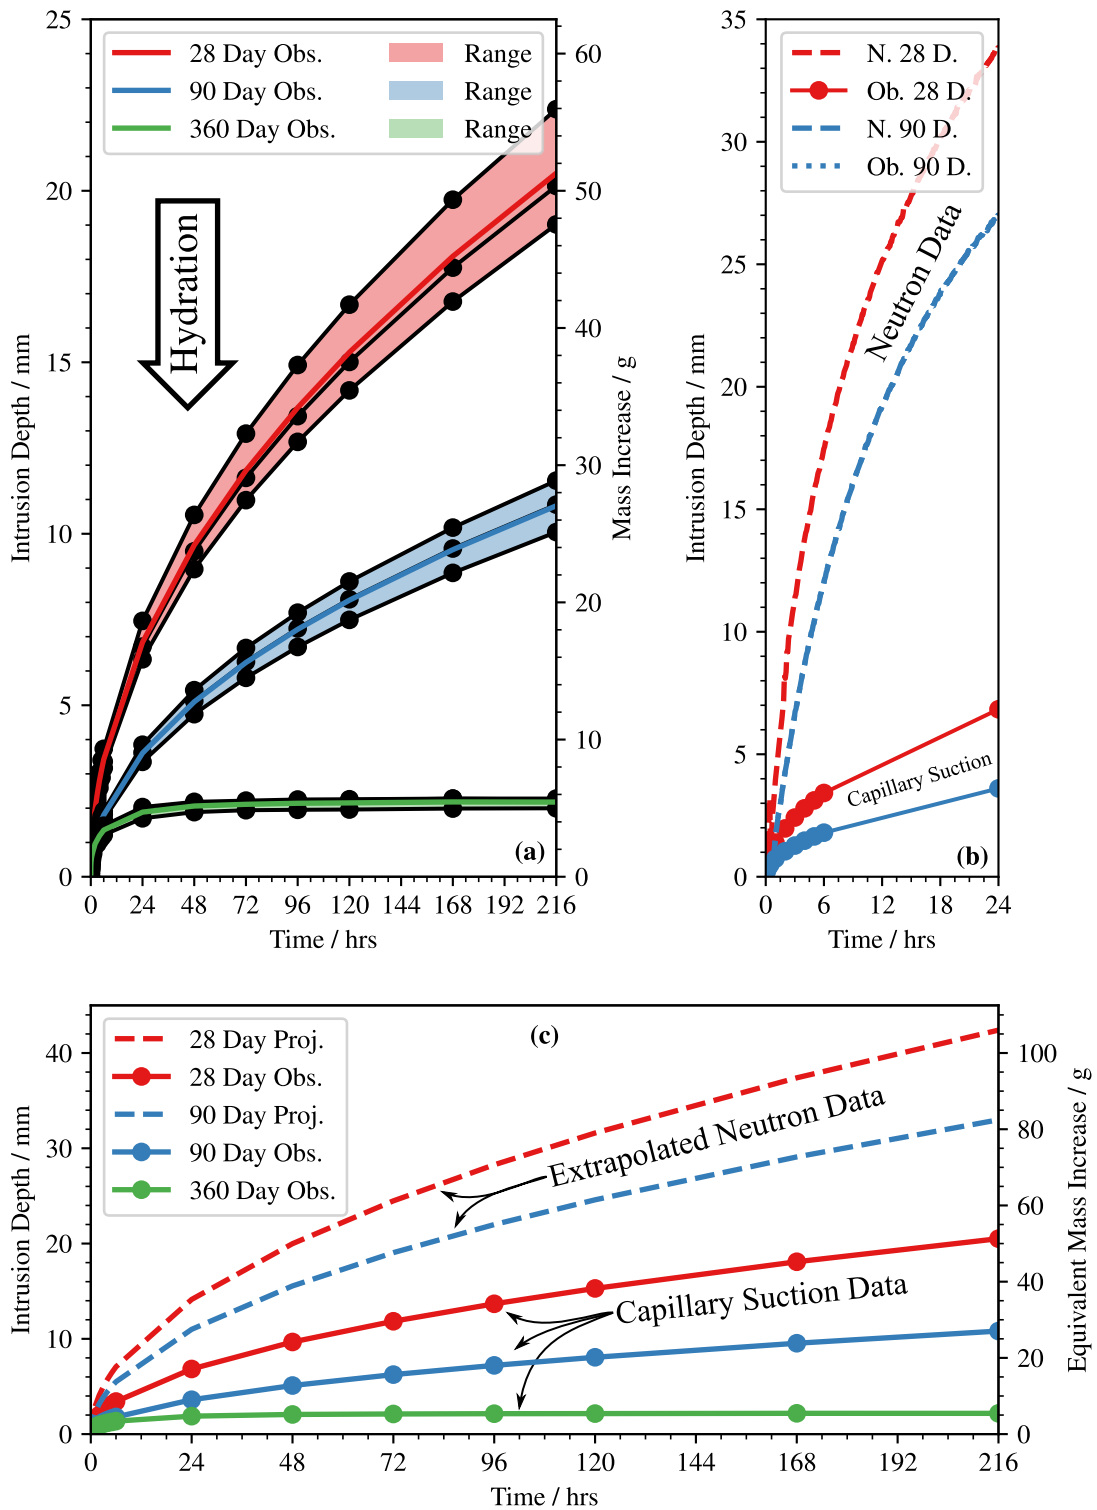 25
20
15
10
5
0
Intrusion Depth / mm
28 Day Obs.
Range
90 Day Obs.
Range
360 Day Obs.
Range
Hydration
(a)
60
50
40
30
20
10
0
Mass Increase / g
0 24 48 72 96 120 144 168 192 216
Time / hrs
35
30
25
20
15
10
5
0
Intrusion Depth / mm
N. 28 D.
Ob. 28 D.
N. 90 D.
Ob. 90 D.
Neutron Data
Capillary Suction
(b)
0 6 12 18 24
Time / hrs
40
30
20
10
0
Intrusion Depth / mm
28 Day Proj.
28 Day Obs.
90 Day Proj.
90 Day Obs.
360 Day Obs.
(c)
Extrapolated Neutron Data
Capillary Suction Data
100
80
60
40
20
0
Equivalent Mass Increase / g
0 24 48 72 96 120 144 168 192 216
Time / hrs